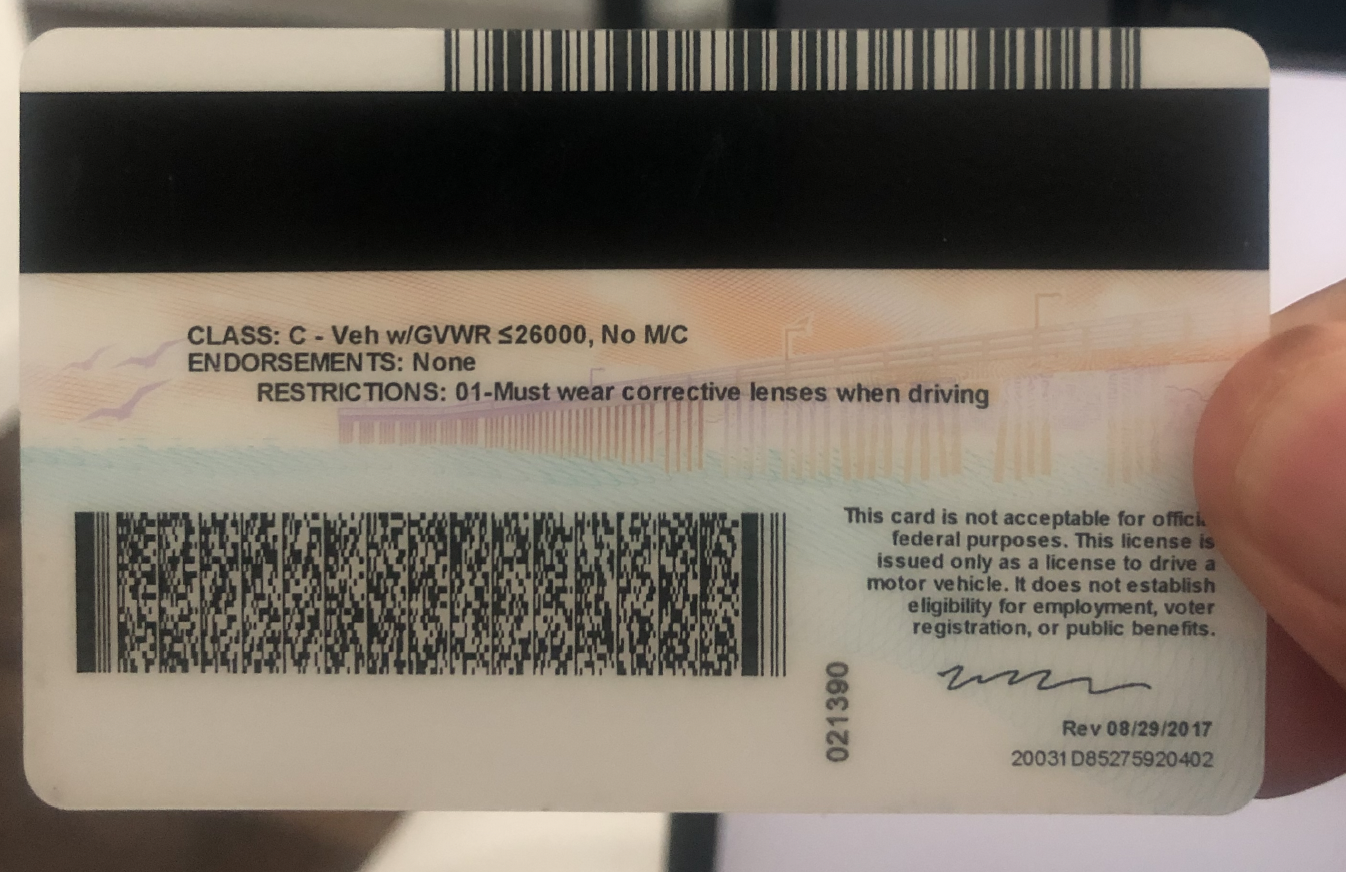 CLASS: C - Veh w/GVWR ≤26000, No M/C
ENDORSEMENTS: None
RESTRICTIONS: 01-Must wear corrective lenses when driving
This card is not acceptable for
federal purposes. This license is
issued only as a license to drive a
motor vehicle. It does not establish
eligibility for employment, voter
registration, or public benefits.
021390
Rev 08/29/2017
20031D85275920402